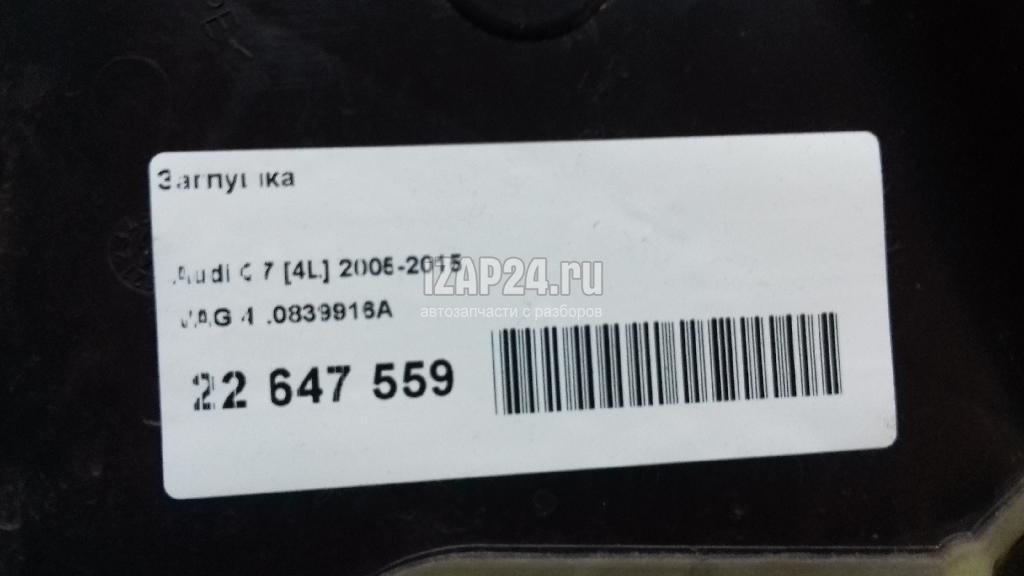 Заглушка
Audi Q7 [4L] 2005-2015
VAG 4L0839916A
22 647 559
IZAP24.ru
автозапчасти с разборов